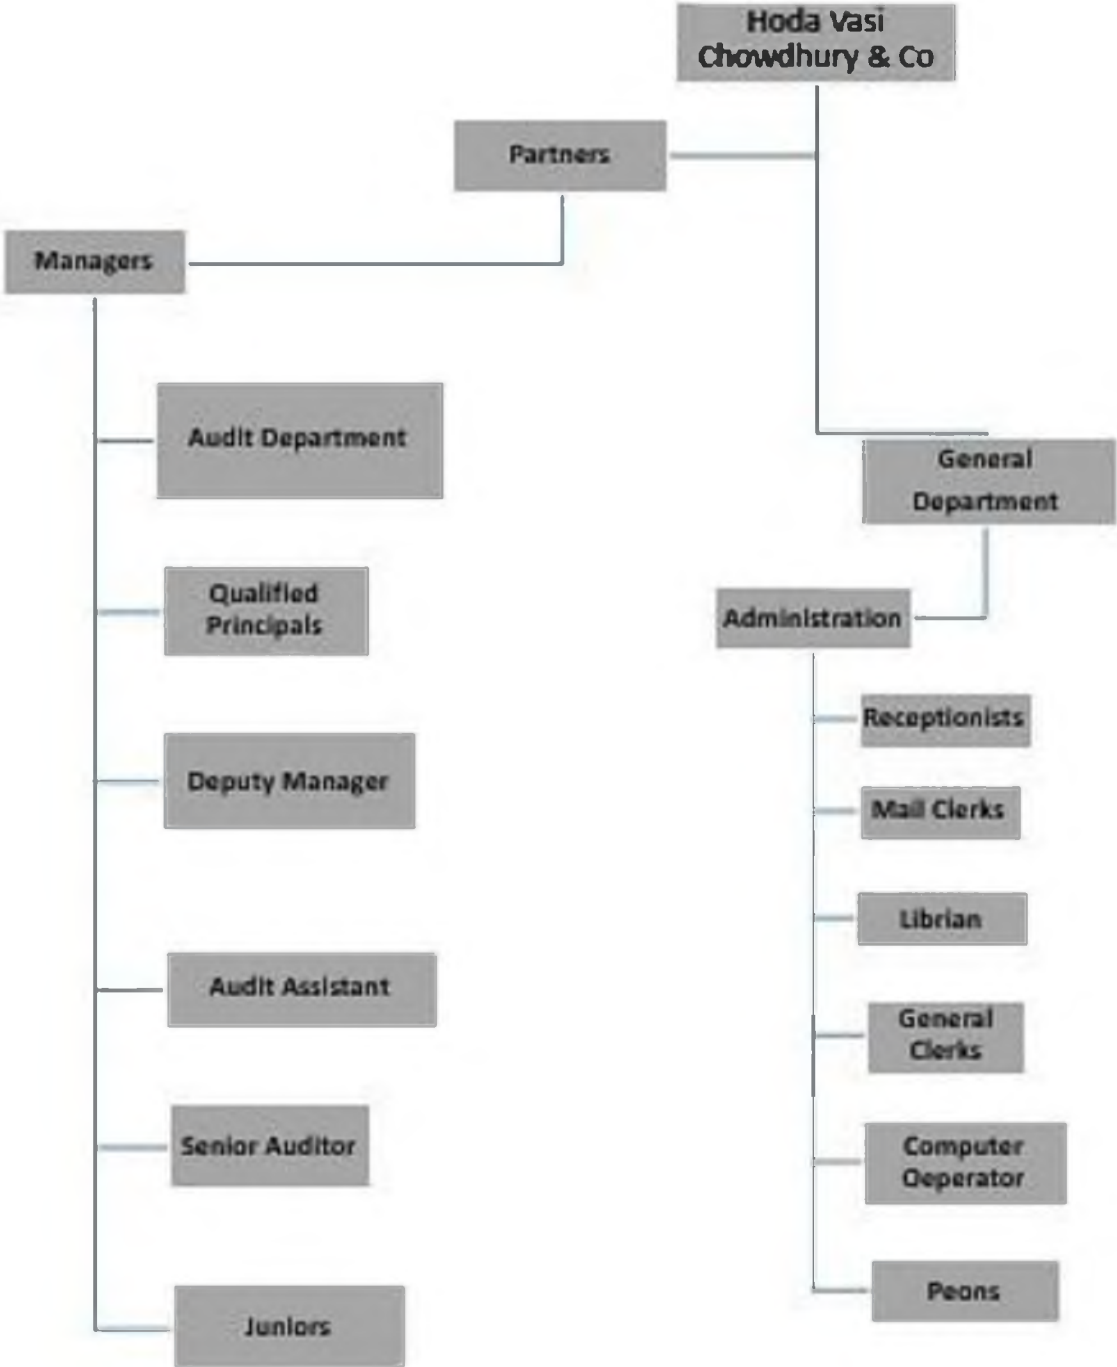 Hoda Vasi
Chowdhury & Co
Partners
Managers
Audit Department
Qualified
Principals
Deputy Manager
Audit Assistant
Senior Auditor
Juniors
General
Department
Administration
Receptionists
Mail Clerks
Librian
General
Clerks
Computer
Oeperator
Peons